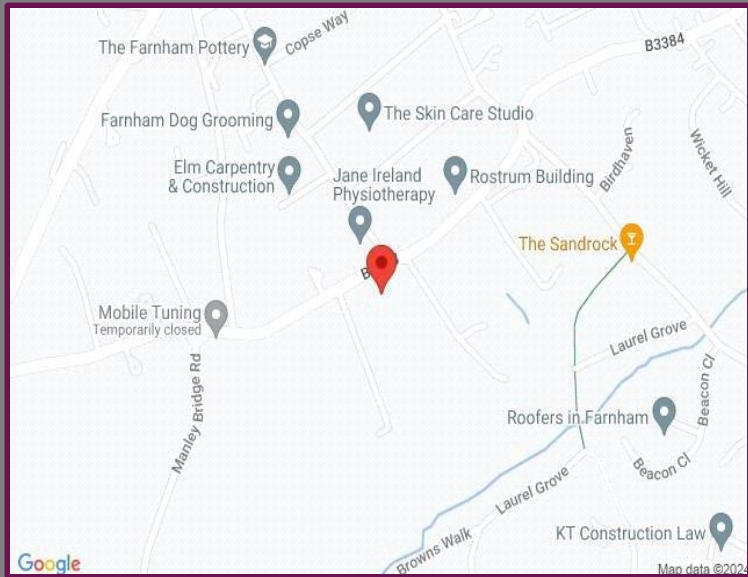 Copse Way
B3384
The Farnham Pottery
Farnham Dog Grooming
The Skin Care Studio
Elm Carpentry
& Construction
Jane Ireland
Physiotherapy
Rostrum Building
Birdhaven
Wicket Hill
The Sandrock
Mobile Tuning
Temporarily closed
Manley Bridge Rd
Laurel Grove
Beacon Cl
Roofers in Farnham
Beacon Cl
Laurel Grove
Browns Walk
KT Construction Law
Google
Map data ©2024